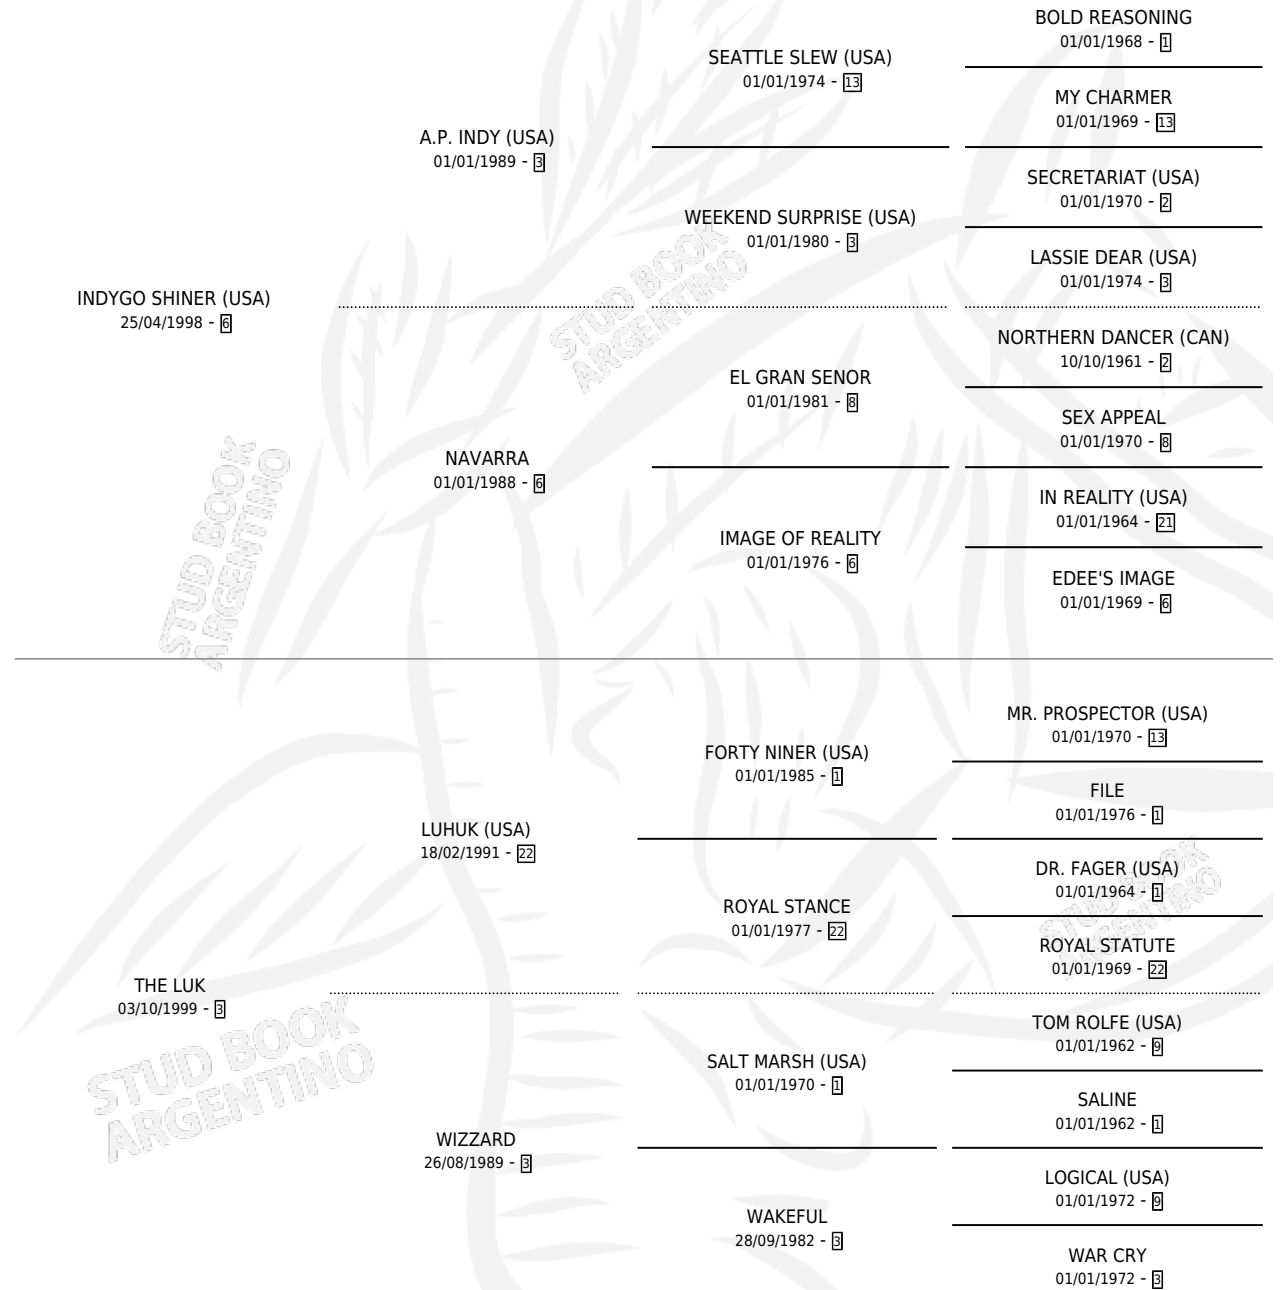 BOLD REASONING
01/01/1968 - 1
SEATTLE SLEW (USA)
01/01/1974 - 13
MY CHARMER
01/01/1969 - 13
A.P. INDY (USA)
01/01/1989 - 3
SECRETARIAT (USA)
01/01/1970 - 2
WEEKEND SURPRISE (USA)
01/01/1980 - 3
LASSIE DEAR (USA)
01/01/1974 - 3
INDYGO SHINER (USA)
25/04/1998 - 6
NORTHERN DANCER (CAN)
10/10/1961 - 2
EL GRAN SENOR
01/01/1981 - 8
SEX APPEAL
01/01/1970 - 8
NAVARRA
01/01/1988 - 6
IN REALITY (USA)
01/01/1964 - 21
IMAGE OF REALITY
01/01/1976 - 6
EDEE'S IMAGE
01/01/1969 - 6
MR. PROSPECTOR (USA)
01/01/1970 - 13
FORTY NINER (USA)
01/01/1985 - 1
FILE
01/01/1976 - 1
LUHUK (USA)
18/02/1991 - 22
DR. FAGER (USA)
01/01/1964 - 1
ROYAL STANCE
01/01/1977 - 22
ROYAL STATUTE
01/01/1969 - 22
THE LUK
03/10/1999 - 3
TOM ROLFE (USA)
01/01/1962 - 9
SALT MARSH (USA)
01/01/1970 - 1
SALINE
01/01/1962 - 1
WIZZARD
26/08/1989 - 3
LOGICAL (USA)
01/01/1972 - 9
WAKEFUL
28/09/1982 - 3
WAR CRY
01/01/1972 - 3
STUD BOOK
ARGENTINO
STUD BOOK
ARGENTINO
STUD BOOK
ARGENTINO
STUD BOOK
ARGENTINO